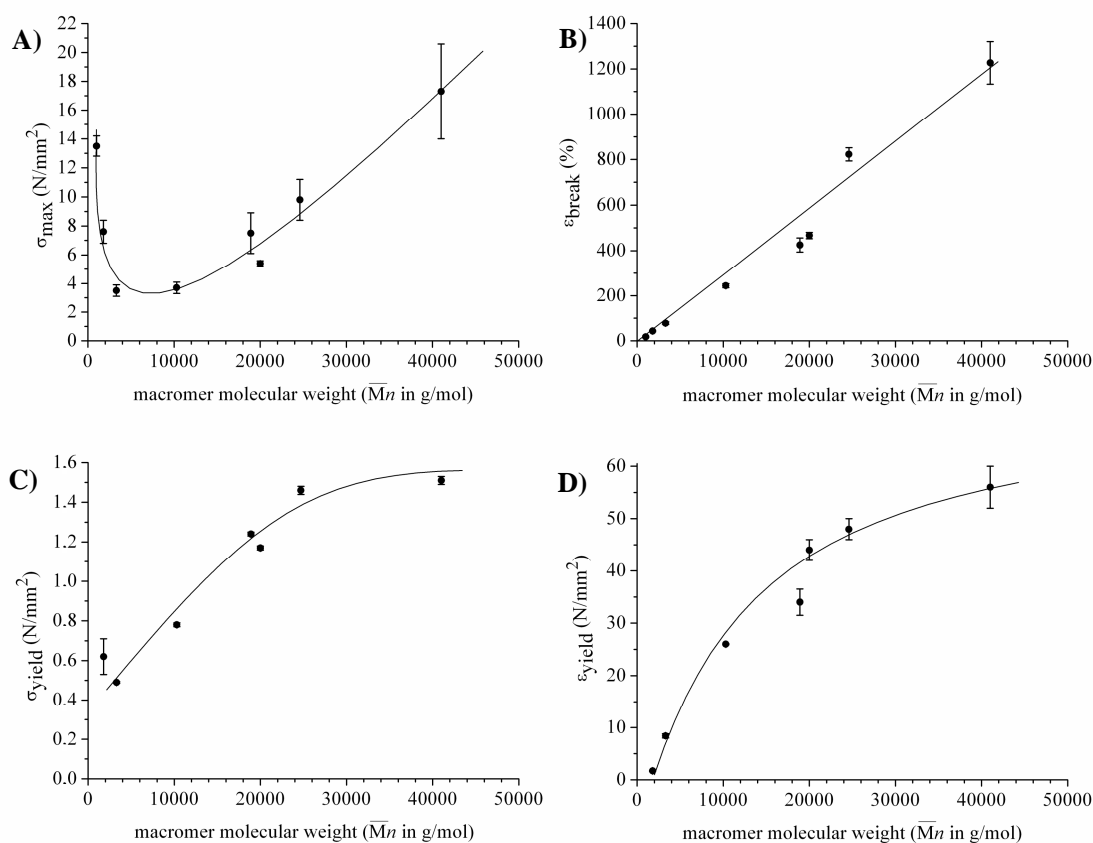 A)
σmax (N/mm²)
22
20
18
16
14
12
10
8
6
4
2
0
0 10000 20000 30000 40000 50000
macromer molecular weight (M̅n in g/mol)
B)
εbreak (%)
1400
1200
1000
800
600
400
200
0
0 10000 20000 30000 40000 50000
macromer molecular weight (M̅n in g/mol)
C)
σyield (N/mm²)
1.6
1.4
1.2
1.0
0.8
0.6
0.4
0.2
0.0
0 10000 20000 30000 40000 50000
macromer molecular weight (M̅n in g/mol)
D)
εyield (N/mm²)
60
50
40
30
20
10
0
0 10000 20000 30000 40000 50000
macromer molecular weight (M̅n in g/mol)